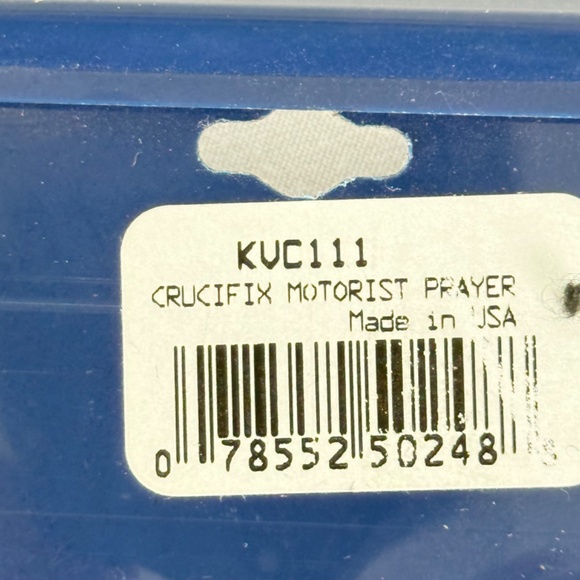 KVC111
CRUCIFIX MOTORIST PRAYER
Made in USA
0 78552 50248